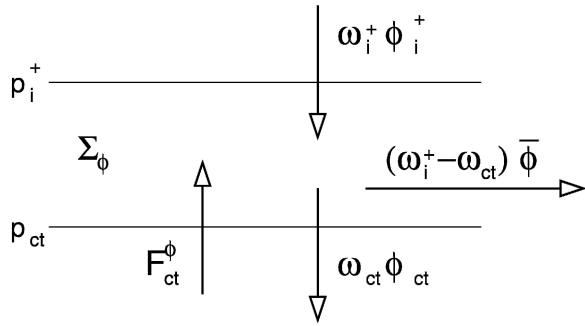 ω_i^+ ϕ_i^+
p_i^+
Σ_ϕ
(ω_i^+−ω_ct) ϕ̅
p_ct
F_ct^ϕ
ω_ct ϕ_ct